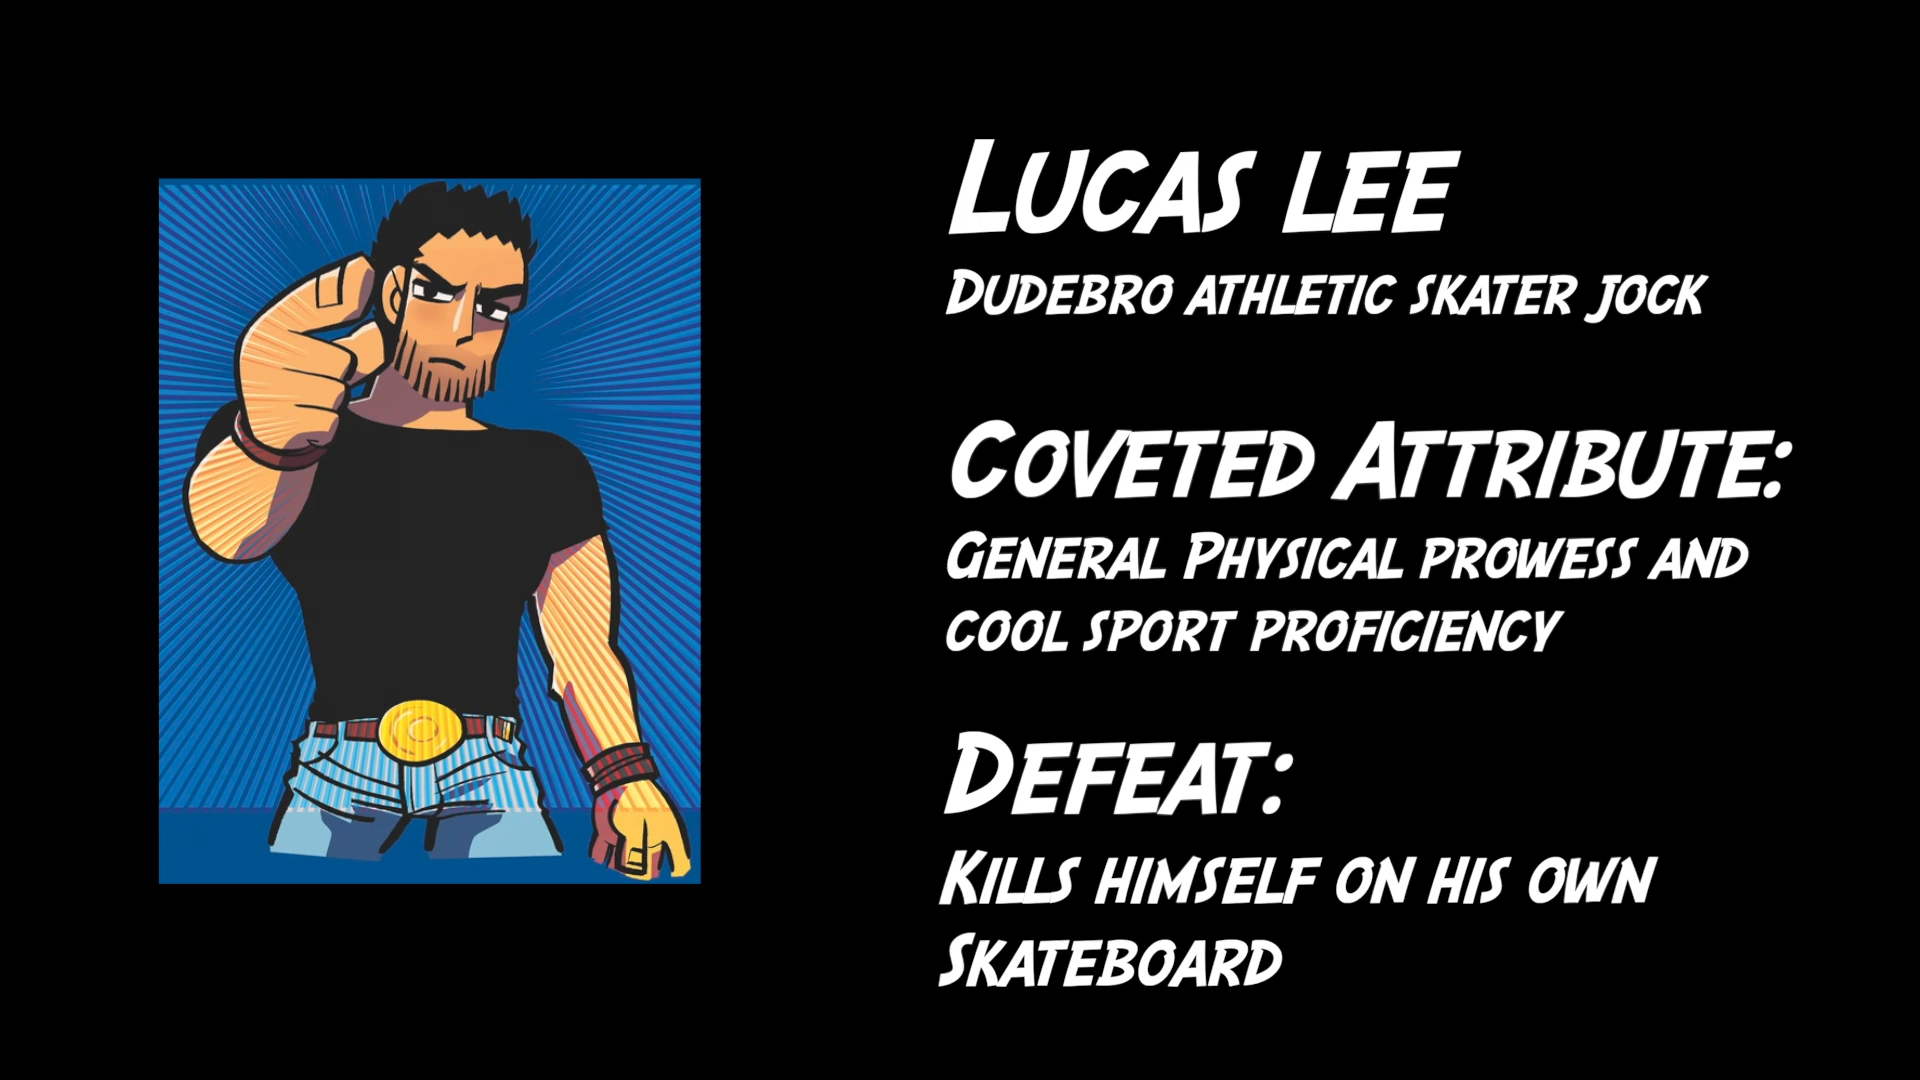 Lucas lee
Dudebro athletic skater jock
Coveted Attribute:
General Physical prowess and
cool sport proficiency
Defeat:
Kills himself on his own
Skateboard